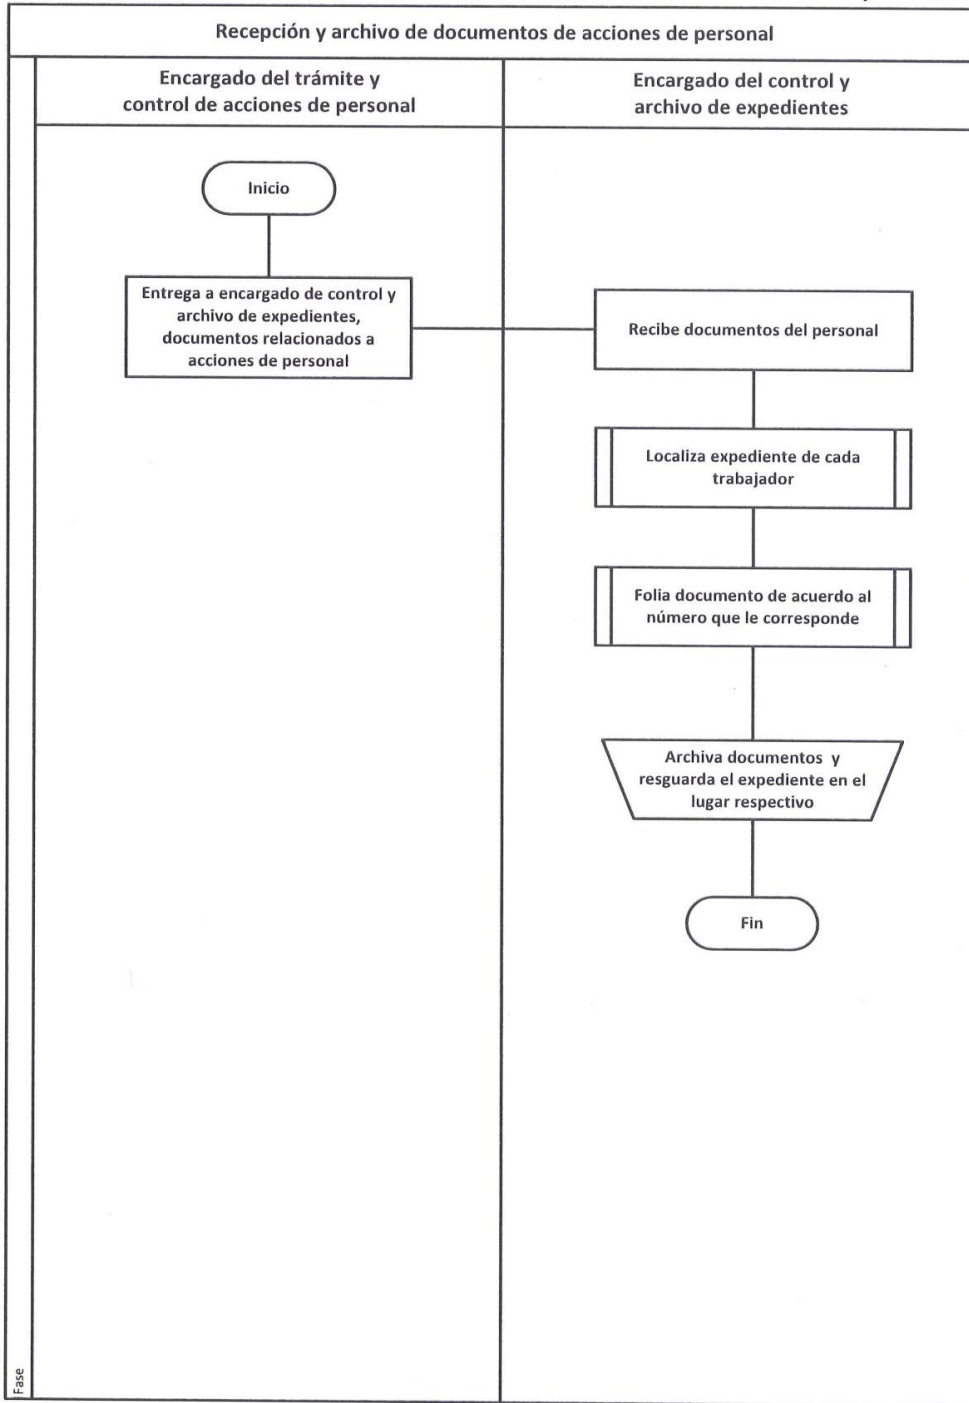 Recepción y archivo de documentos de acciones de personal
Encargado del trámite y
control de acciones de personal
Encargado del control y
archivo de expedientes
Inicio
Entrega a encargado de control y
archivo de expedientes,
documentos relacionados a
acciones de personal
Recibe documentos del personal
Localiza expediente de cada
trabajador
Folia documento de acuerdo al
número que le corresponde
Archiva documentos y
resguarda el expediente en el
lugar respectivo
Fin
Fase